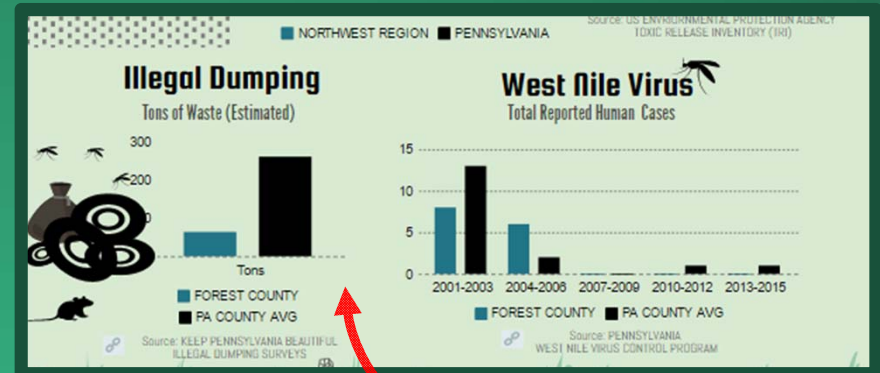 NORTHWEST REGION PENNSYLVANIA
Source: US ENVIRONMENTAL PROTECTION AGENCY
TOXIC RELEASE INVENTORY (TRI)
Illegal Dumping
Tons of Waste (Estimated)
300
200
0
Tons
FOREST COUNTY
PA COUNTY AVG
Source: KEEP PENNSYLVANIA BEAUTIFUL
ILLEGAL DUMPING SURVEYS
West Nile Virus
Total Reported Human Cases
15
10
5
0
2001-2003 2004-2006 2007-2009 2010-2012 2013-2015
FOREST COUNTY PA COUNTY AVG
Source: PENNSYLVANIA
WEST NILE VIRUS CONTROL PROGRAM